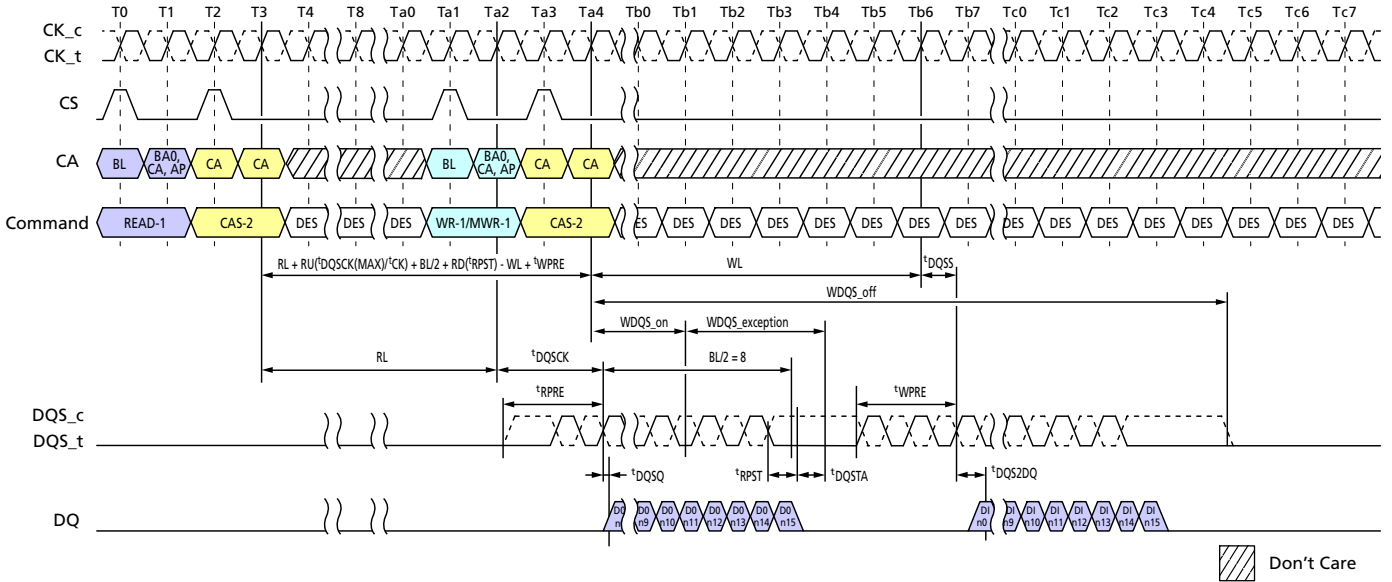 T0 T1 T2 T3 T4 T8 Ta0 Ta1 Ta2 Ta3 Ta4 Tb0 Tb1 Tb2 Tb3 Tb4 Tb5 Tb6 Tb7 Tc0 Tc1 Tc2 Tc3 Tc4 Tc5 Tc6 Tc7
CK_c
CK_t
CS
CA BL BA0, CA, AP CA CA BL BA0, CA, AP CA CA
Command READ-1 CAS-2 DES DES DES WR-1/MWR-1 CAS-2 DES DES DES DES DES DES DES DES DES DES DES DES DES DES DES DES
RL + RU(tDQSCK(MAX)/tCK) + BL/2 + RD(tRPST) - WL + tWPRE WL tDQSS
WDQS_off
WDQS_on WDQS_exception
RL tDQSCK BL/2 = 8
tRPRE tWPRE
DQS_c
DQS_t
tDQSQ tRPST tDQSTA tDQS2DQ
DQ D0 n0 D0 n9 D0 n10 D0 n11 D0 n12 D0 n13 D0 n14 D0 n15 DI n0 DI n9 DI n10 DI n11 DI n12 DI n13 DI n14 DI n15
Don't Care